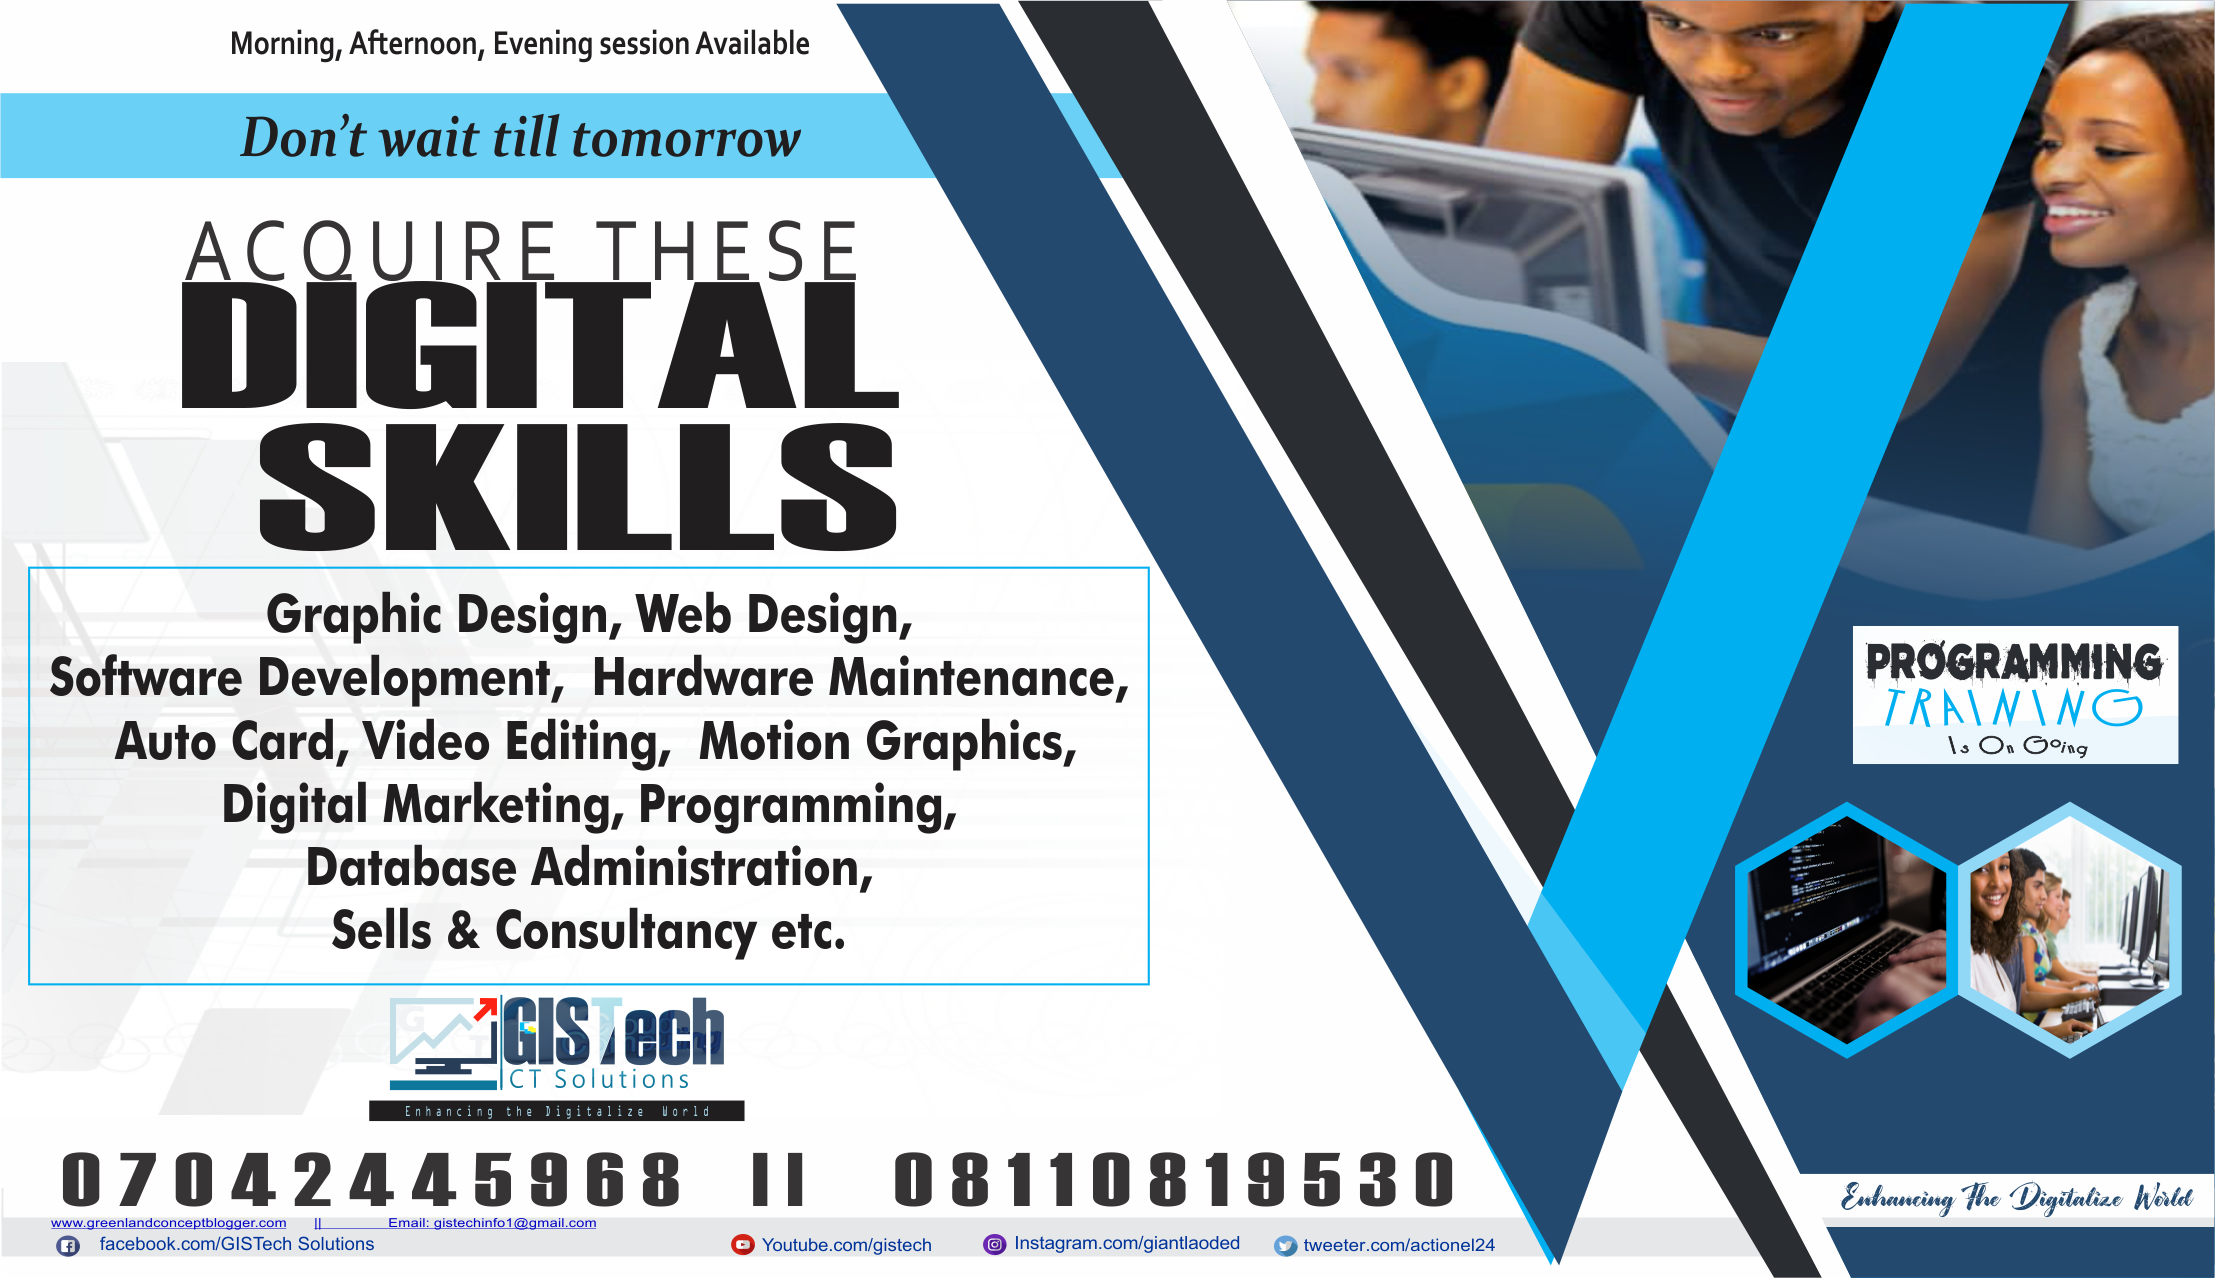 Morning, Afternoon, Evening session Available
Don't wait till tomorrow
ACQUIRE THESE
DIGITAL
SKILLS
Graphic Design, Web Design,
Software Development, Hardware Maintenance,
Auto Card, Video Editing, Motion Graphics,
Digital Marketing, Programming,
Database Administration,
Sells & Consultancy etc.
GISTech
CT Solutions
Enhancing the Digitalize World
07042445968 || 08110819530
www.greenlandconceptblogger.com || Email: gistechinfo1@gmail.com
facebook.com/GISTech Solutions
Youtube.com/gistech
Instagram.com/giantlaoded
tweeter.com/actionel24
PROGRAMMING
TRAINING
Is On Going
Enhancing The Digitalize World